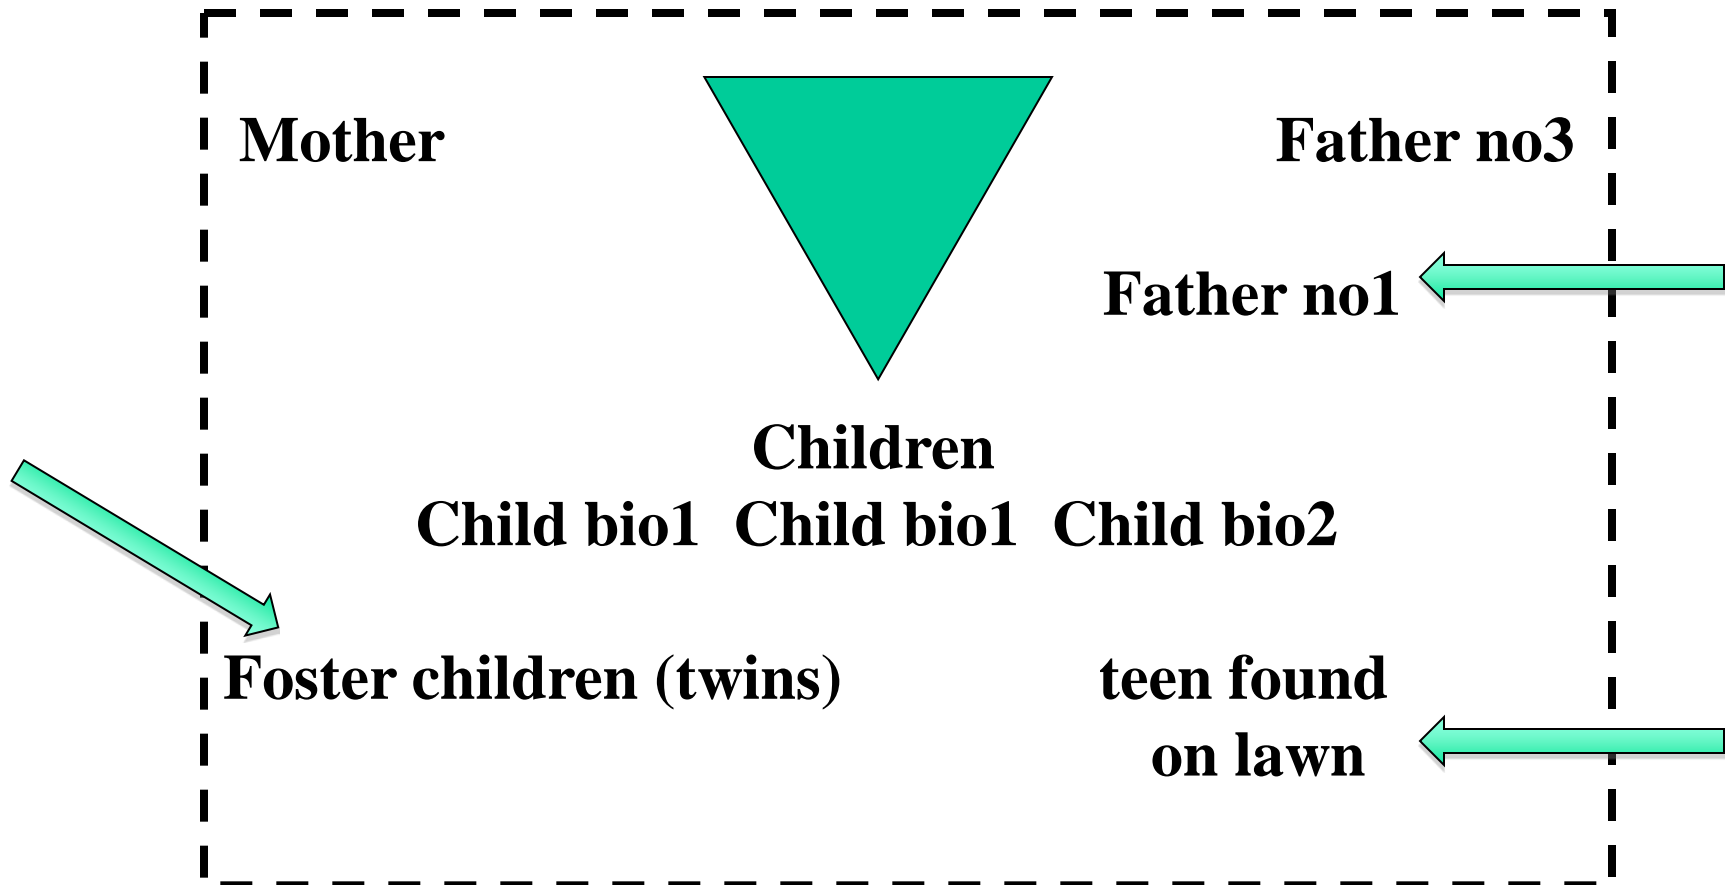 Mother Father no3
Father no1
Children
Child bio1 Child bio1 Child bio2
Foster children (twins) teen found
on lawn